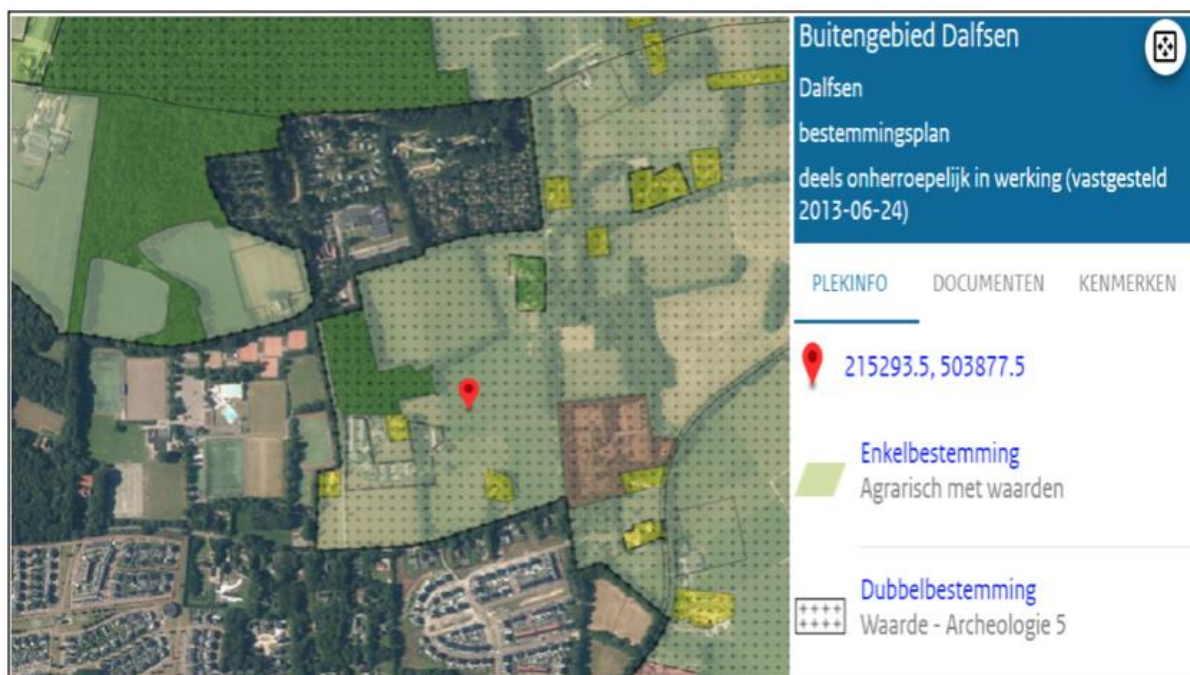 Buitengebied Dalfsen
Dalfsen
bestemmingsplan
deels onherroepelijk in werking (vastgesteld
2013-06-24)
PLEKINFO DOCUMENTEN KENMERKEN
215293.5, 503877.5
Enkelbestemming
Agrarisch met waarden
Dubbelbestemming
Waarde - Archeologie 5